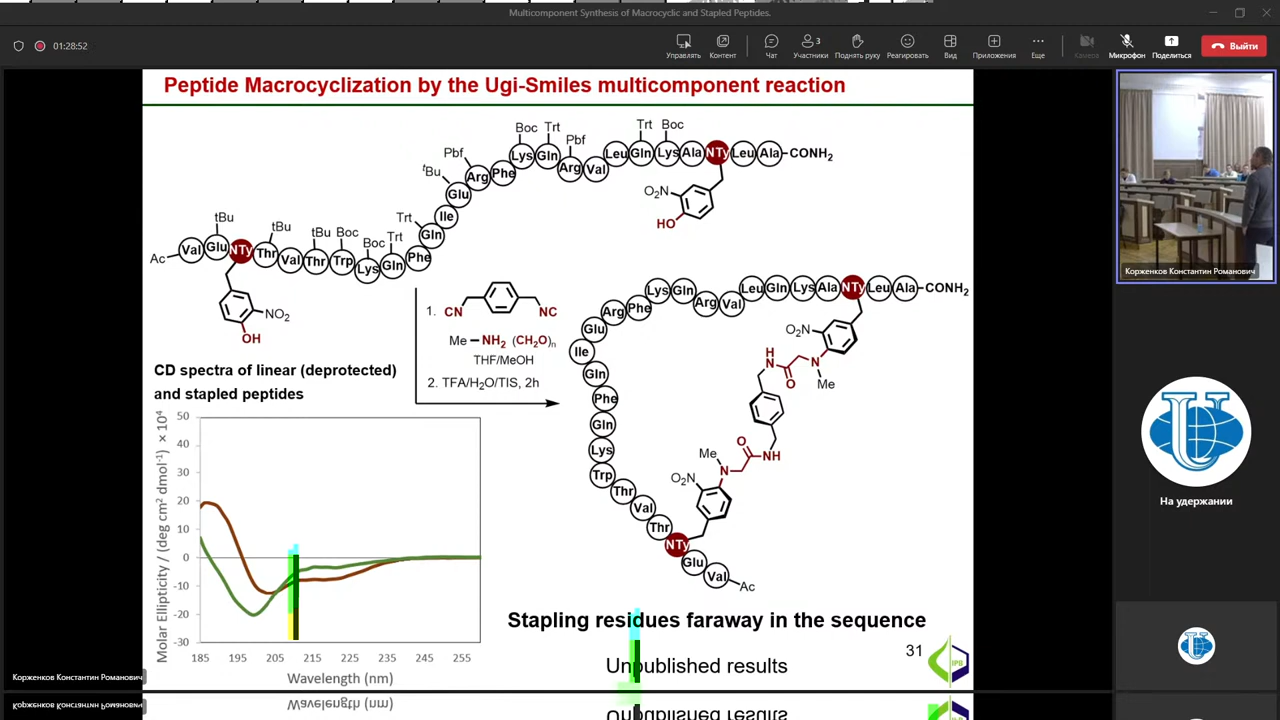 Multicomponent Synthesis of Macrocyclic and Stapled Peptides.
01:28:52
Управлять
Контент
Чат
3
Участники
Поднять руку
Реагировать
Вид
Приложения
Еще
Камера
Микрофон
Поделиться
Выйти
Peptide Macrocyclization by the Ugi-Smiles multicomponent reaction
Boc Trt Pbf Trt Boc
Pbf
tBu
Lys Gln Arg Val Leu Gln Lys Ala NTy Leu Ala CONH2
Arg Phe
Glu
Ile
Trt
Gln
NO2
HO
tBu tBu tBu Boc Boc Trt
Ac Val Glu NTy Thr Val Thr Trp Lys Gln Phe
NO2
OH
1. CN NC
Me NH2 (CH2O)n
THF/MeOH
2. TFA/H2O/TIS, 2h
Arg Phe Lys Gln Arg Val Leu Gln Lys Ala NTy Leu Ala CONH2
Glu
Ile
Gln
Phe
Gln
Lys
Trp
Thr
Val
Thr
NTy
Glu
Val
Ac
NO2
N
Me
H
N
O
O
NH
Me
N
NO2
CD spectra of linear (deprotected)
and stapled peptides
Molar Ellipticity / (deg cm2 dmol-1) × 104
50
40
30
20
10
0
-10
-20
-30
185 195 205 215 225 235 245 255
Wavelength (nm)
Stapling residues faraway in the sequence
Unpublished results
31
IPB
Корженков Константин Романович
Корженков Константин Романович
На удержании